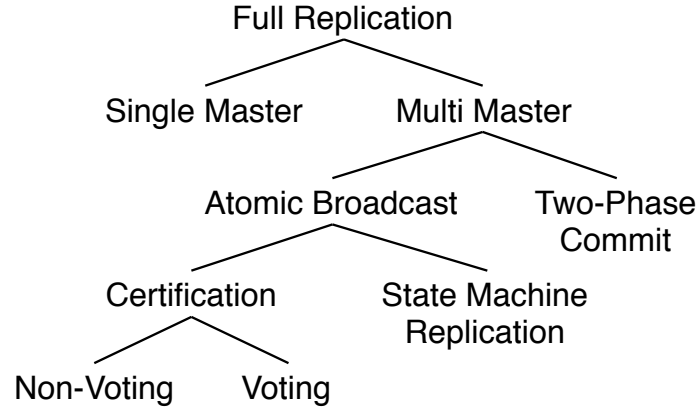 Full Replication
Single Master
Multi Master
Atomic Broadcast
Two-Phase
Commit
Certification
State Machine
Replication
Non-Voting
Voting